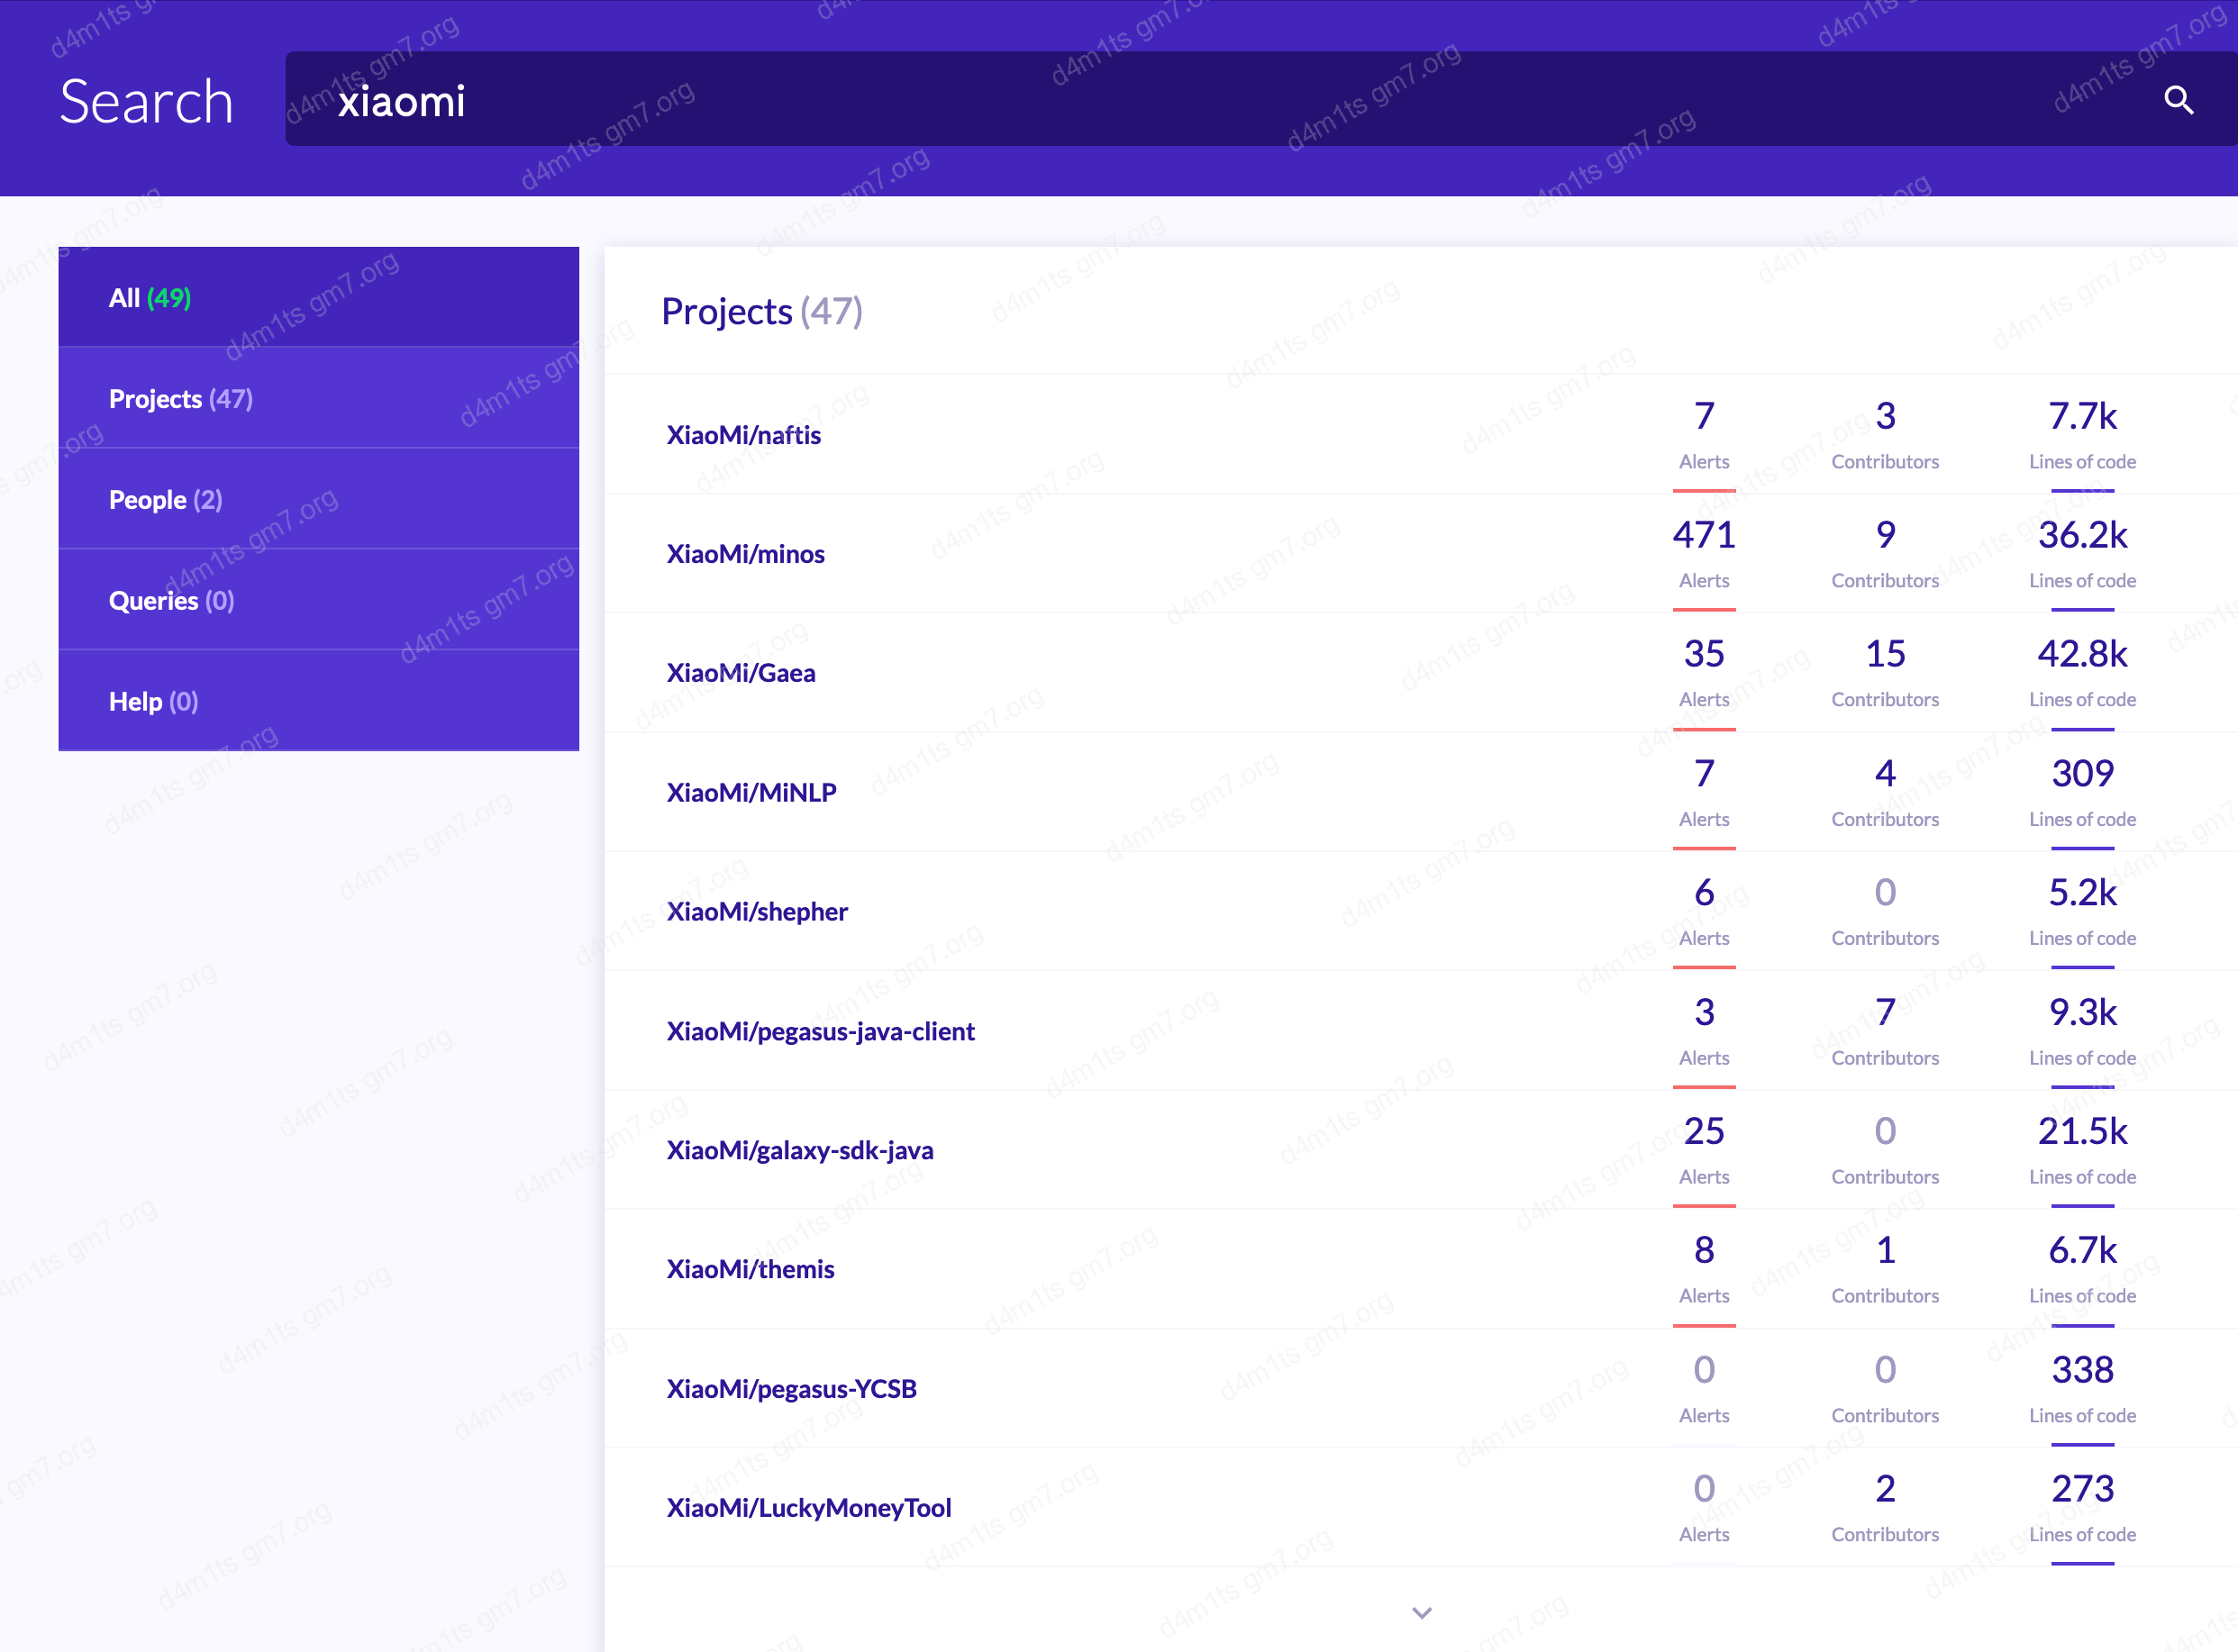 Search
xiaomi
All (49)
Projects (47)
People (2)
Queries (0)
Help (0)
Projects (47)
XiaoMi/naftis
7 3 7.7k
Alerts Contributors Lines of code
XiaoMi/minos
471 9 36.2k
Alerts Contributors Lines of code
XiaoMi/Gaea
35 15 42.8k
Alerts Contributors Lines of code
XiaoMi/MiNLP
7 4 309
Alerts Contributors Lines of code
XiaoMi/shepher
6 0 5.2k
Alerts Contributors Lines of code
XiaoMi/pegasus-java-client
3 7 9.3k
Alerts Contributors Lines of code
XiaoMi/galaxy-sdk-java
25 0 21.5k
Alerts Contributors Lines of code
XiaoMi/themis
8 1 6.7k
Alerts Contributors Lines of code
XiaoMi/pegasus-YCSB
0 0 338
Alerts Contributors Lines of code
XiaoMi/LuckyMoneyTool
0 2 273
Alerts Contributors Lines of code
d4m1ts gm7.org